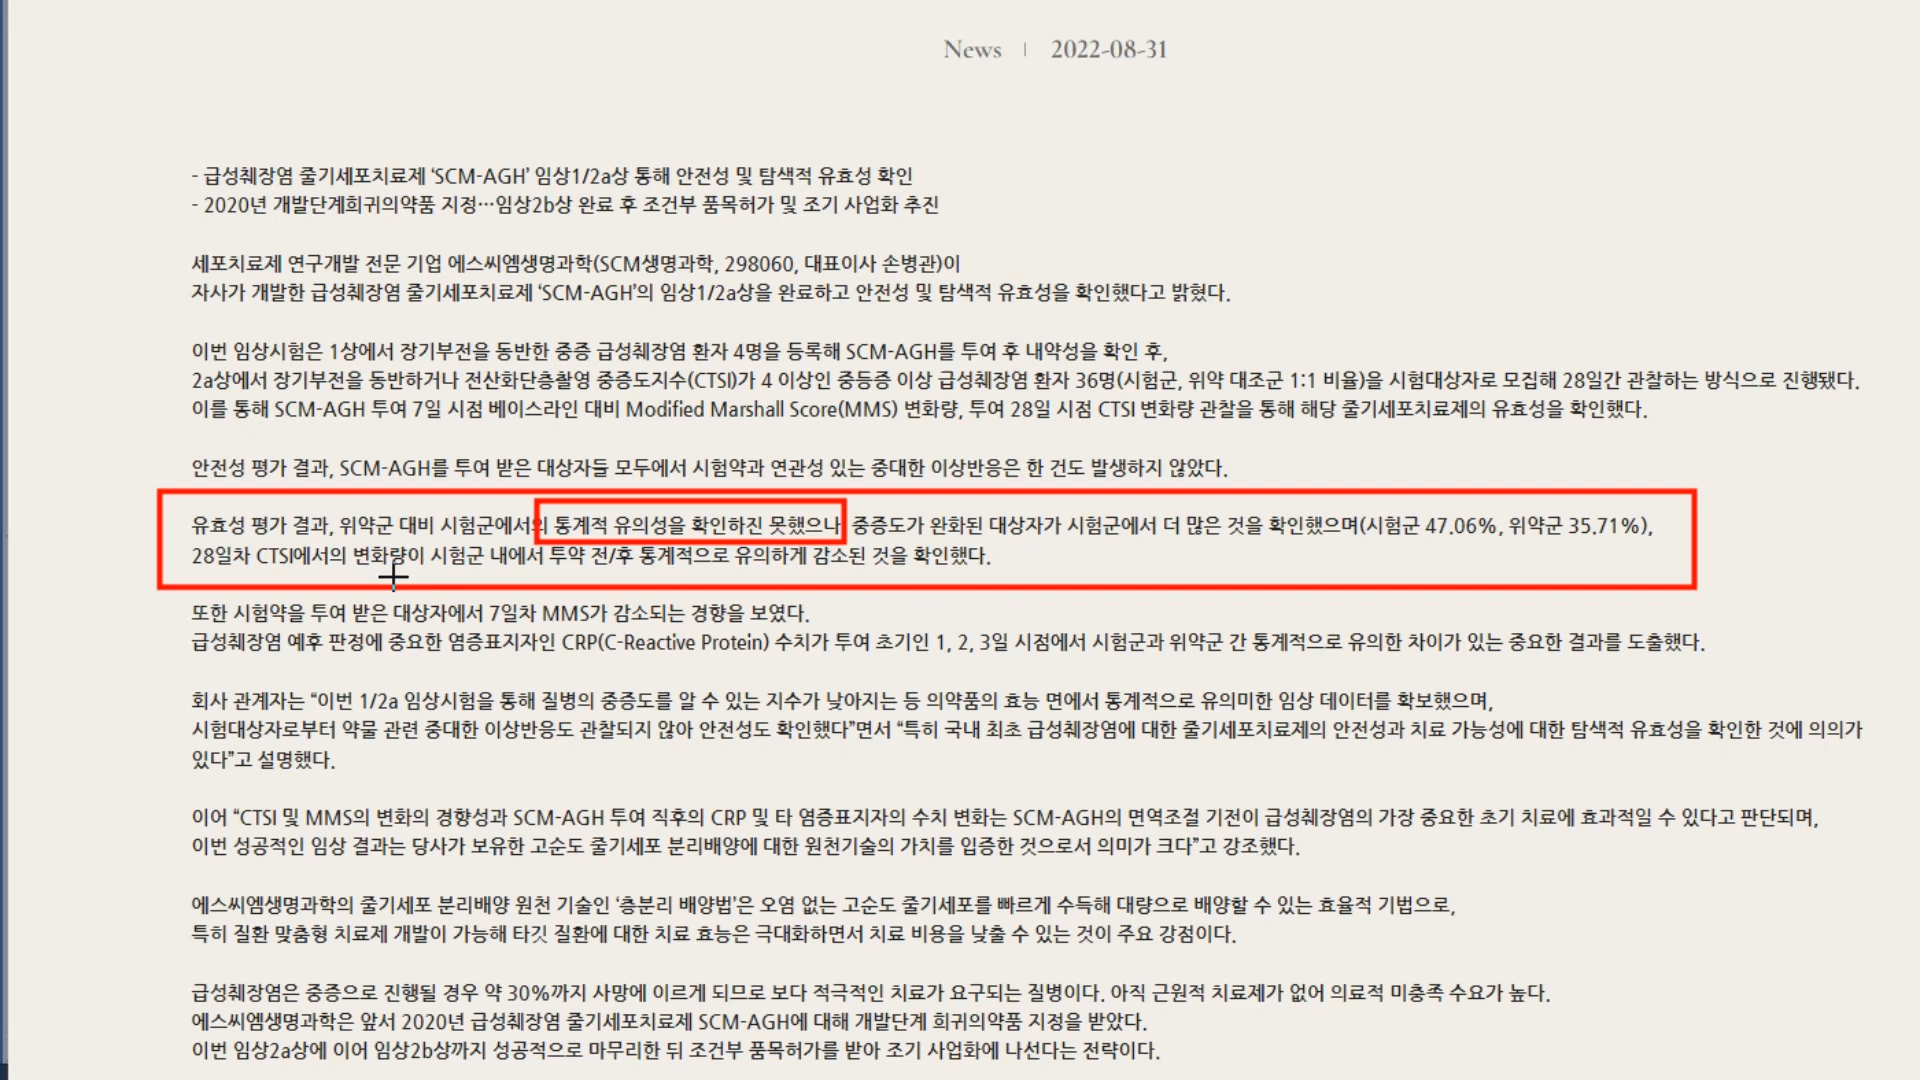 News | 2022-08-31
- 급성췌장염 줄기세포치료제 ‘SCM-AGH’ 임상1/2a상 통해 안전성 및 탐색적 유효성 확인
- 2020년 개발단계희귀의약품 지정…임상2b상 완료 후 조건부 품목허가 및 조기 사업화 추진
세포치료제 연구개발 전문 기업 에스씨엠생명과학(SCM생명과학, 298060, 대표이사 손병관)이
자사가 개발한 급성췌장염 줄기세포치료제 ‘SCM-AGH’의 임상1/2a상을 완료하고 안전성 및 탐색적 유효성을 확인했다고 밝혔다.
이번 임상시험은 1상에서 장기부전을 동반한 중증 급성췌장염 환자 4명을 등록해 SCM-AGH를 투여 후 내약성을 확인 후,
2a상에서 장기부전을 동반하거나 전산화단층촬영 중증도지수(CTSI)가 4 이상인 중등증 이상 급성췌장염 환자 36명(시험군, 위약 대조군 1:1 비율)을 시험대상자로 모집해 28일간 관찰하는 방식으로 진행됐다.
이를 통해 SCM-AGH 투여 7일 시점 베이스라인 대비 Modified Marshall Score(MMS) 변화량, 투여 28일 시점 CTSI 변화량 관찰을 통해 해당 줄기세포치료제의 유효성을 확인했다.
안전성 평가 결과, SCM-AGH를 투여 받은 대상자들 모두에서 시험약과 연관성 있는 중대한 이상반응은 한 건도 발생하지 않았다.
유효성 평가 결과, 위약군 대비 시험군에서의 통계적 유의성을 확인하진 못했으나 중증도가 완화된 대상자가 시험군에서 더 많은 것을 확인했으며(시험군 47.06%, 위약군 35.71%),
28일차 CTSI에서의 변화량이 시험군 내에서 투약 전/후 통계적으로 유의하게 감소된 것을 확인했다.
또한 시험약을 투여 받은 대상자에서 7일차 MMS가 감소되는 경향을 보였다.
급성췌장염 예후 판정에 중요한 염증표지자인 CRP(C-Reactive Protein) 수치가 투여 초기인 1, 2, 3일 시점에서 시험군과 위약군 간 통계적으로 유의한 차이가 있는 중요한 결과를 도출했다.
회사 관계자는 “이번 1/2a 임상시험을 통해 질병의 중증도를 알 수 있는 지수가 낮아지는 등 의약품의 효능 면에서 통계적으로 유의미한 임상 데이터를 확보했으며,
시험대상자로부터 약물 관련 중대한 이상반응도 관찰되지 않아 안전성도 확인했다”면서 “특히 국내 최초 급성췌장염에 대한 줄기세포치료제의 안전성과 치료 가능성에 대한 탐색적 유효성을 확인한 것에 의의가
있다”고 설명했다.
이어 “CTSI 및 MMS의 변화의 경향성과 SCM-AGH 투여 직후의 CRP 및 타 염증표지자의 수치 변화는 SCM-AGH의 면역조절 기전이 급성췌장염의 가장 중요한 초기 치료에 효과적일 수 있다고 판단되며,
이번 성공적인 임상 결과는 당사가 보유한 고순도 줄기세포 분리배양에 대한 원천기술의 가치를 입증한 것으로서 의미가 크다”고 강조했다.
에스씨엠생명과학의 줄기세포 분리배양 원천 기술인 ‘층분리 배양법’은 오염 없는 고순도 줄기세포를 빠르게 수득해 대량으로 배양할 수 있는 효율적 기법으로,
특히 질환 맞춤형 치료제 개발이 가능해 타깃 질환에 대한 치료 효능은 극대화하면서 치료 비용을 낮출 수 있는 것이 주요 강점이다.
급성췌장염은 중증으로 진행될 경우 약 30%까지 사망에 이르게 되므로 보다 적극적인 치료가 요구되는 질병이다. 아직 근원적 치료제가 없어 의료적 미충족 수요가 높다.
에스씨엠생명과학은 앞서 2020년 급성췌장염 줄기세포치료제 SCM-AGH에 대해 개발단계 희귀의약품 지정을 받았다.
이번 임상2a상에 이어 임상2b상까지 성공적으로 마무리한 뒤 조건부 품목허가를 받아 조기 사업화에 나선다는 전략이다.